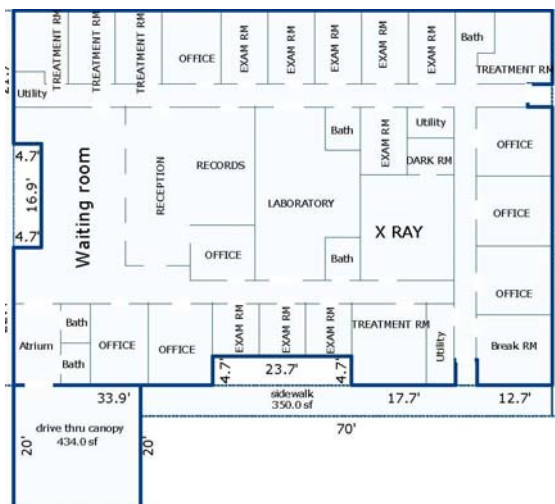 TREATMENT RM
TREATMENT RM
TREATMENT RM
OFFICE
EXAM RM
EXAM RM
EXAM RM
EXAM RM
EXAM RM
Bath
TREATMENT RM
Utility
4.7'
16.9'
4.7'
Waiting room
RECEPTION
RECORDS
OFFICE
LABORATORY
Bath
Bath
EXAM RM
Utility
DARK RM
X RAY
OFFICE
OFFICE
OFFICE
Atrium
Bath
Bath
OFFICE
OFFICE
EXAM RM
EXAM RM
EXAM RM
TREATMENT RM
Utility
Break RM
4.7'
23.7'
4.7'
33.9'
sidewalk
350.0 sf
17.7'
12.7'
70'
drive thru canopy
434.0 sf
20'
20'